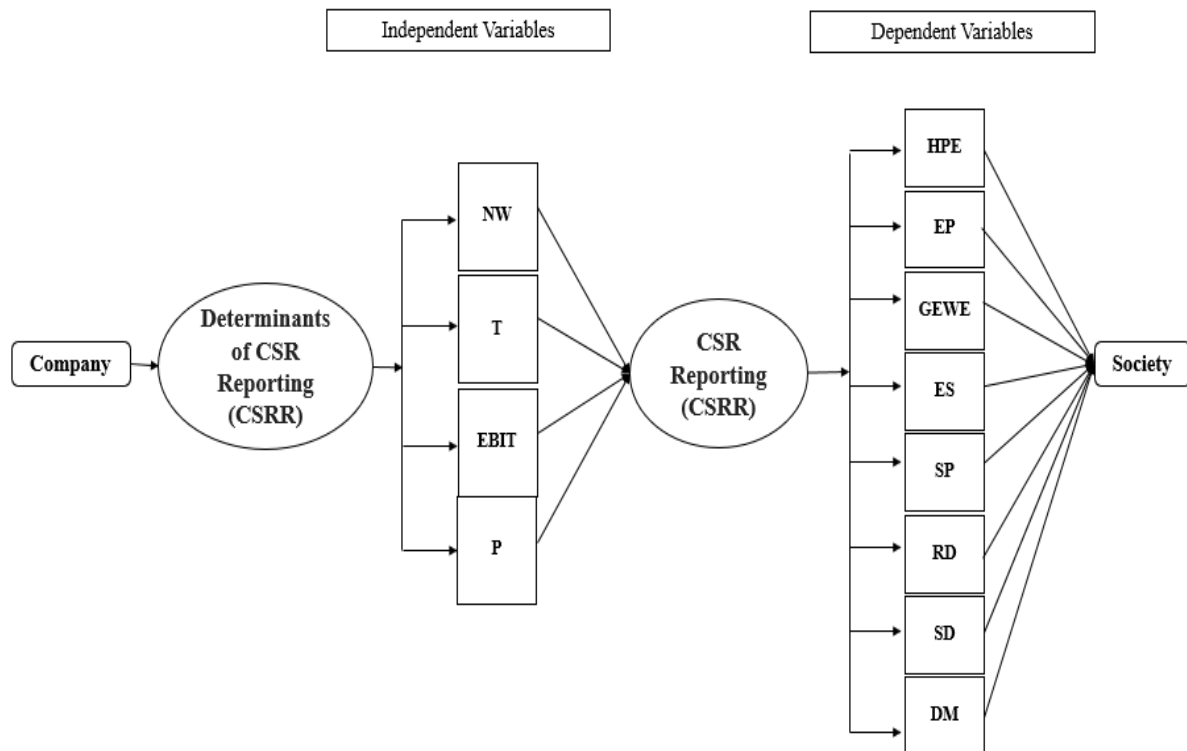 Independent Variables
Dependent Variables
Company
Determinants
of CSR
Reporting
(CSRR)
NW
T
EBIT
P
CSR
Reporting
(CSRR)
HPE
EP
GEWE
ES
SP
RD
SD
DM
Society